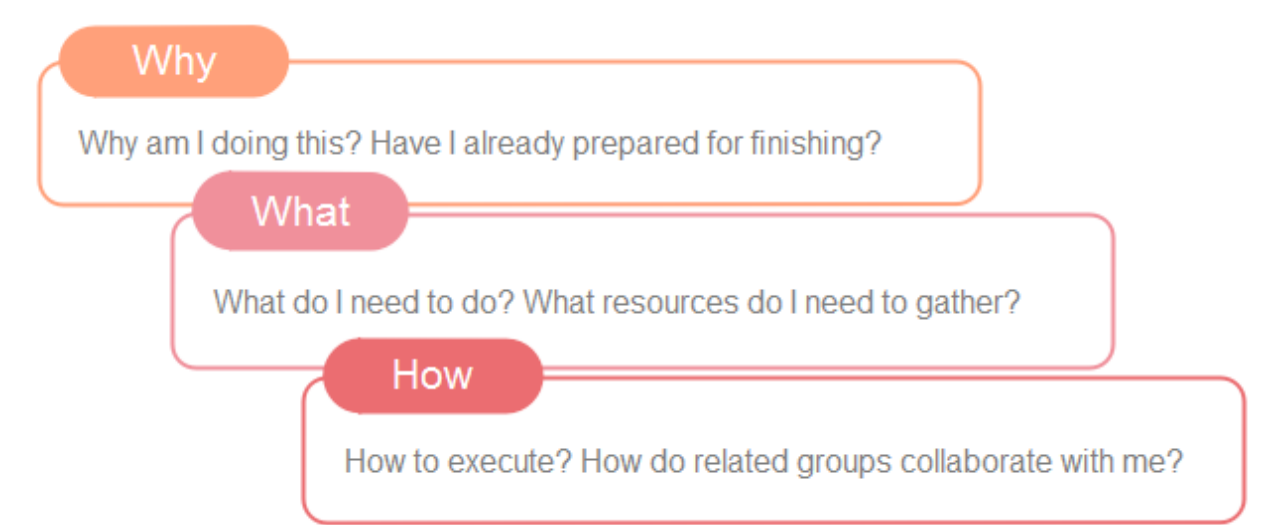 Why
Why am I doing this? Have I already prepared for finishing?
What
What do I need to do? What resources do I need to gather?
How
How to execute? How do related groups collaborate with me?